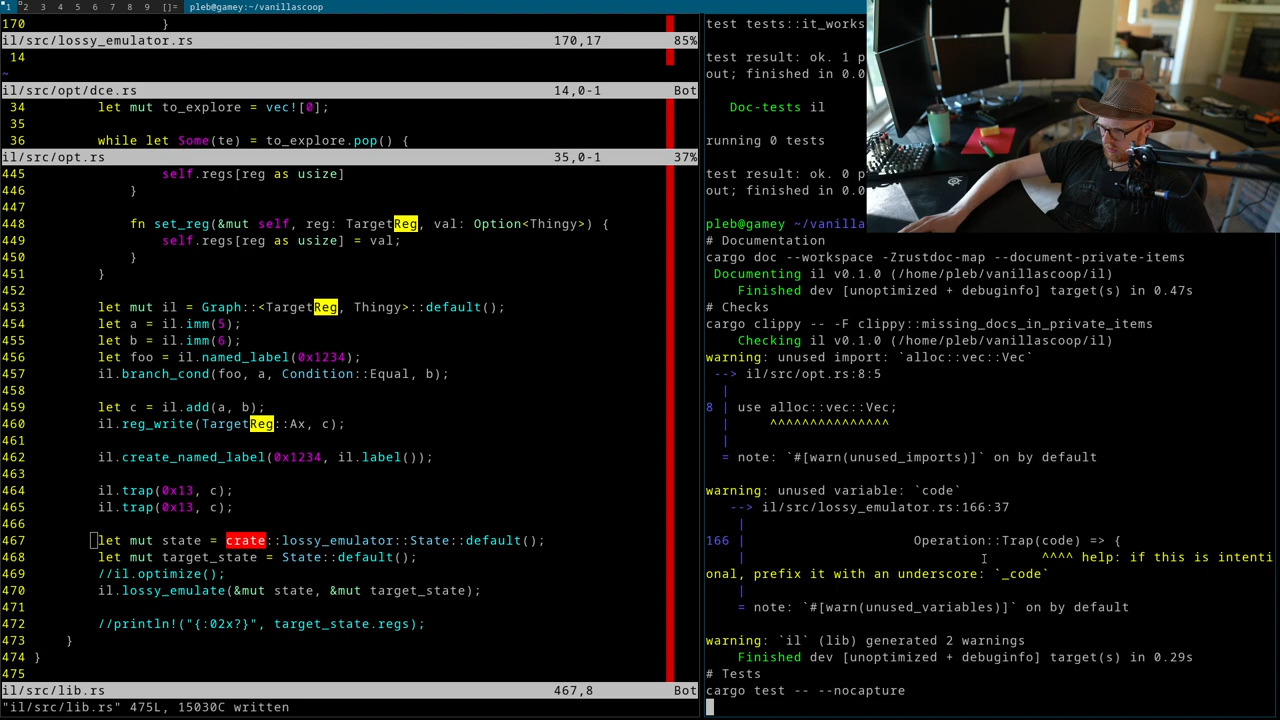 1 2 3 4 5 6 7 8 9 []= pleb@gamey:~/vanillascoop
170                 }
il/src/lossy_emulator.rs 170,17 85%
14
~
il/src/opt/dce.rs 14,0-1 Bot
34         let mut to_explore = vec![0];
35
36         while let Some(te) = to_explore.pop() {
il/src/opt.rs 35,0-1 37%
445                 self.regs[reg as usize]
446             }
447
448             fn set_reg(&mut self, reg: TargetReg, val: Option<Thingy>) {
449                 self.regs[reg as usize] = val;
450             }
451         }
452
453         let mut il = Graph::<TargetReg, Thingy>::default();
454         let a = il.imm(5);
455         let b = il.imm(6);
456         let foo = il.named_label(0x1234);
457         il.branch_cond(foo, a, Condition::Equal, b);
458
459         let c = il.add(a, b);
460         il.reg_write(TargetReg::Ax, c);
461
462         il.create_named_label(0x1234, il.label());
463
464         il.trap(0x13, c);
465         il.trap(0x13, c);
466
467         let mut state = crate::lossy_emulator::State::default();
468         let mut target_state = State::default();
469         //il.optimize();
470         il.lossy_emulate(&mut state, &mut target_state);
471
472         //println!("{:02x?}", target_state.regs);
473     }
474 }
475
il/src/lib.rs 467,8 Bot
"il/src/lib.rs" 475L, 15030C written
test tests::it_works
test result: ok. 1 p
out; finished in 0.0
Doc-tests il
running 0 tests
test result: ok. 0 p
out; finished in 0.0
pleb@gamey ~/vanilla
# Documentation
cargo doc --workspace -Zrustdoc-map --document-private-items
Documenting il v0.1.0 (/home/pleb/vanillascoop/il)
Finished dev [unoptimized + debuginfo] target(s) in 0.47s
# Checks
cargo clippy -- -F clippy::missing_docs_in_private_items
Checking il v0.1.0 (/home/pleb/vanillascoop/il)
warning: unused import: `alloc::vec::Vec`
--> il/src/opt.rs:8:5
|
8 | use alloc::vec::Vec;
|     ^^^^^^^^^^^^^^^
|
= note: `#[warn(unused_imports)]` on by default
warning: unused variable: `code`
--> il/src/lossy_emulator.rs:166:37
|
166 |                     Operation::Trap(code) => {
|                                     ^^^^ help: if this is intenti
onal, prefix it with an underscore: `_code`
|
= note: `#[warn(unused_variables)]` on by default
warning: `il` (lib) generated 2 warnings
Finished dev [unoptimized + debuginfo] target(s) in 0.29s
# Tests
cargo test -- --nocapture